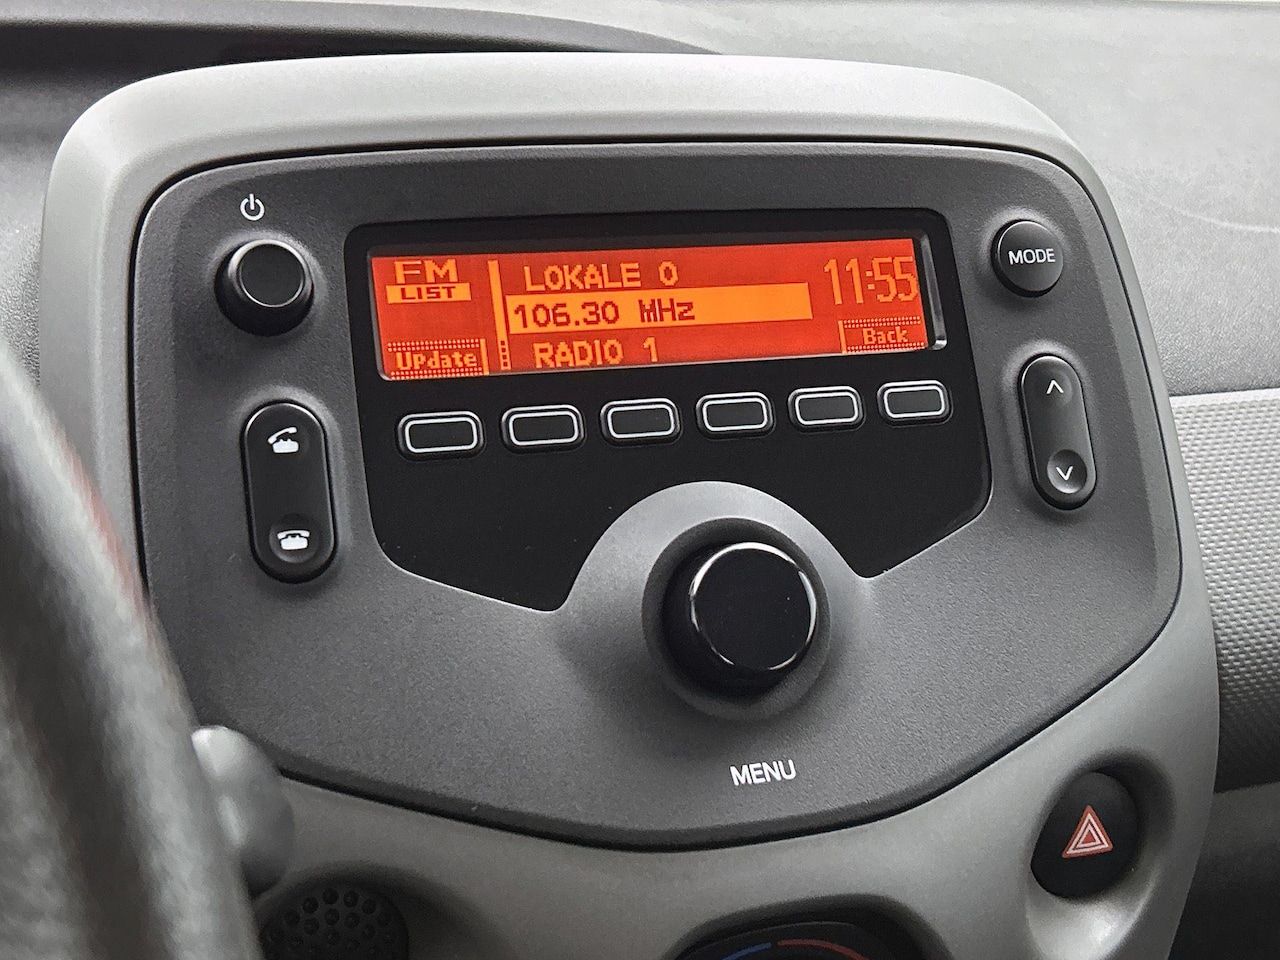 FM
LIST
LOKALE 0
11:55
106.30 MHz
Update
RADIO 1
Back
MODE
MENU